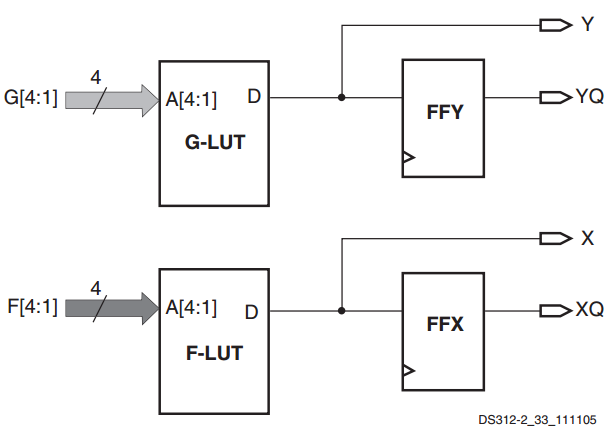 Y
4
G[4:1]
A[4:1]
D
YQ
FFY
G-LUT
X
4
F[4:1]
A[4:1]
D
XQ
FFX
F-LUT
DS312-2_33_111105